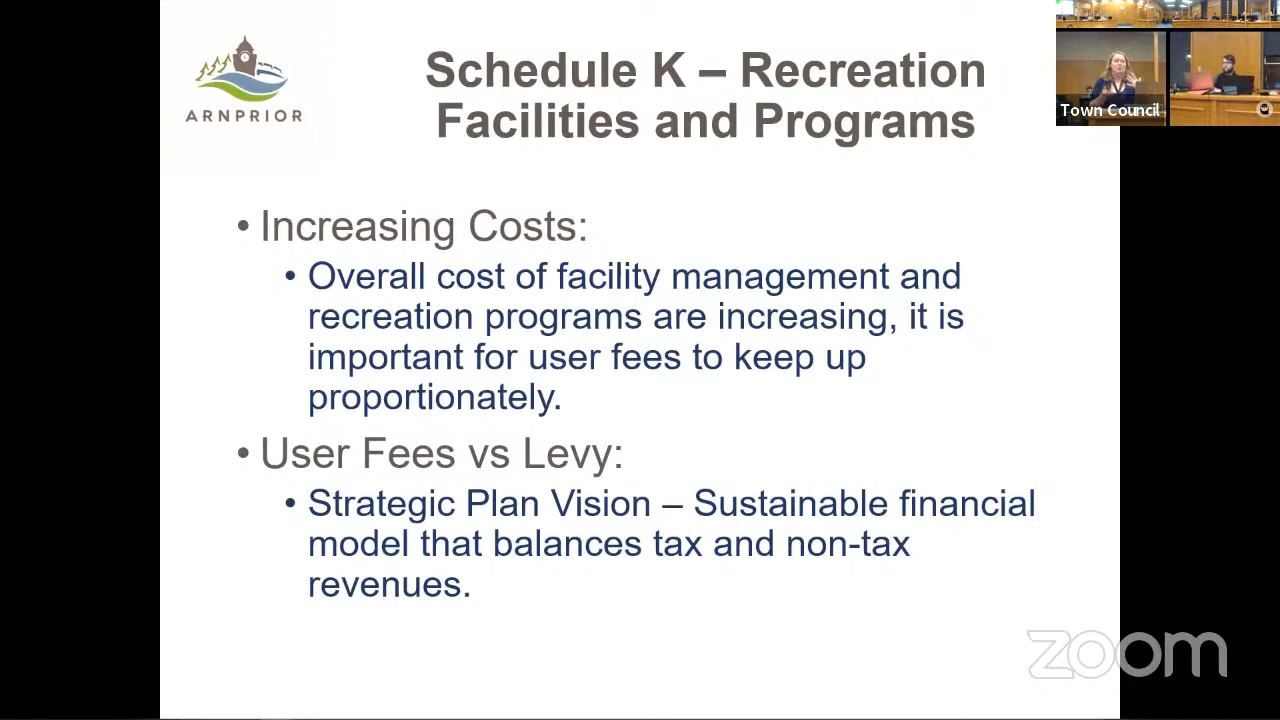 Schedule K – Recreation
Facilities and Programs
ARNPRIOR
Town Council
• Increasing Costs:
• Overall cost of facility management and
recreation programs are increasing, it is
important for user fees to keep up
proportionately.
• User Fees vs Levy:
• Strategic Plan Vision – Sustainable financial
model that balances tax and non-tax
revenues.
zoom